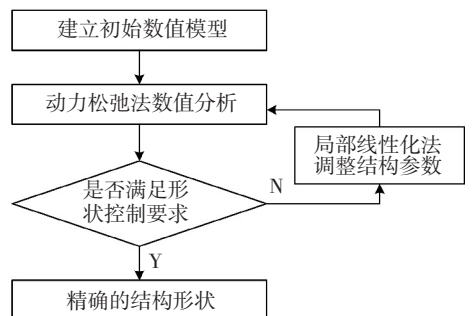 建立初始数值模型
动力松弛法数值分析
局部线性化法
调整结构参数
是否满足形
状控制要求
N
Y
精确的结构形状